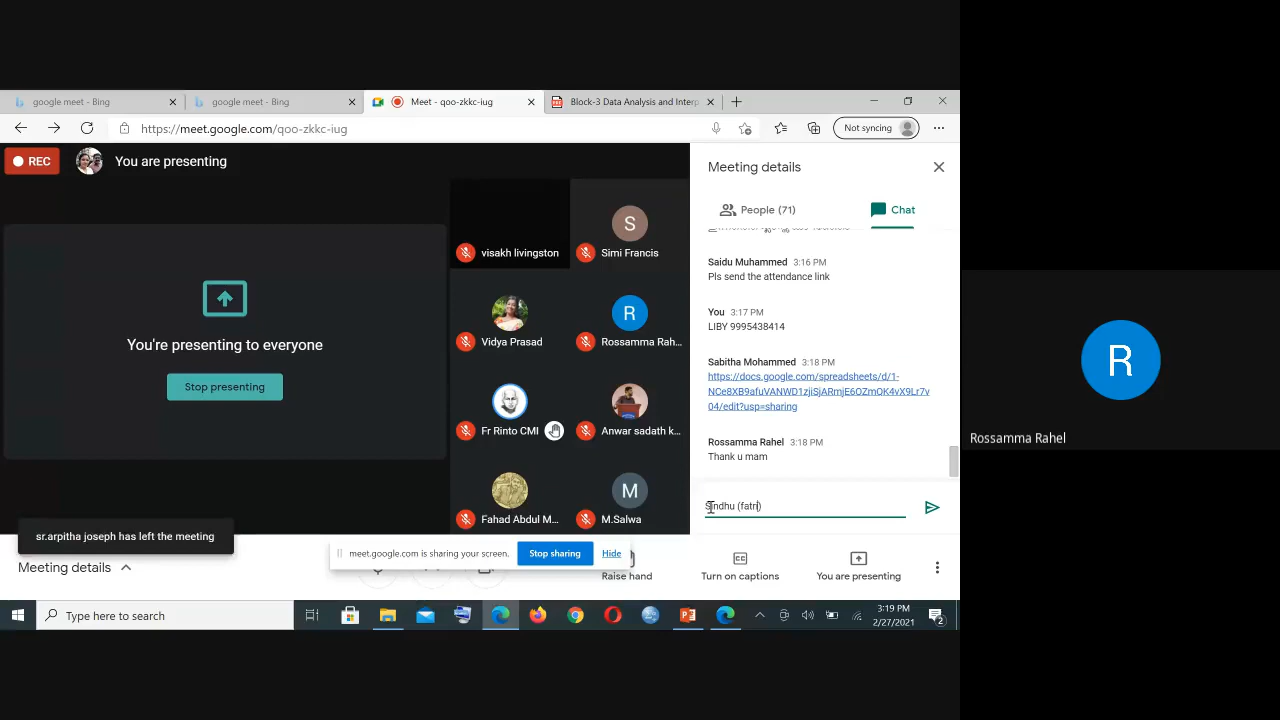 google meet - Bing
google meet - Bing
Meet - qoo-zkkc-iug
Block-3 Data Analysis and Interp
https://meet.google.com/qoo-zkkc-iug
Not syncing
REC
You are presenting
Meeting details
People (71)
Chat
visakh livingston
S
Simi Francis
Saidu Muhammed 3:16 PM
Pls send the attendance link
You 3:17 PM
LIBY 9995438414
You're presenting to everyone
Stop presenting
Vidya Prasad
R
Rossamma Rah...
Sabitha Mohammed 3:18 PM
https://docs.google.com/spreadsheets/d/1-
NCe8XB9afuVANWD1zjiSjARmjE6OZmQK4vX9Lr7v
04/edit?usp=sharing
Fr Rinto CMI
Anwar sadath k...
Rossamma Rahel 3:18 PM
Thank u mam
Fahad Abdul M...
M
M.Salwa
Sindhu (fatri)
sr.arpitha joseph has left the meeting
meet.google.com is sharing your screen.
Stop sharing
Hide
Meeting details
Raise hand
CC
Turn on captions
You are presenting
Type here to search
3:19 PM
2/27/2021
2
R
Rossamma Rahel